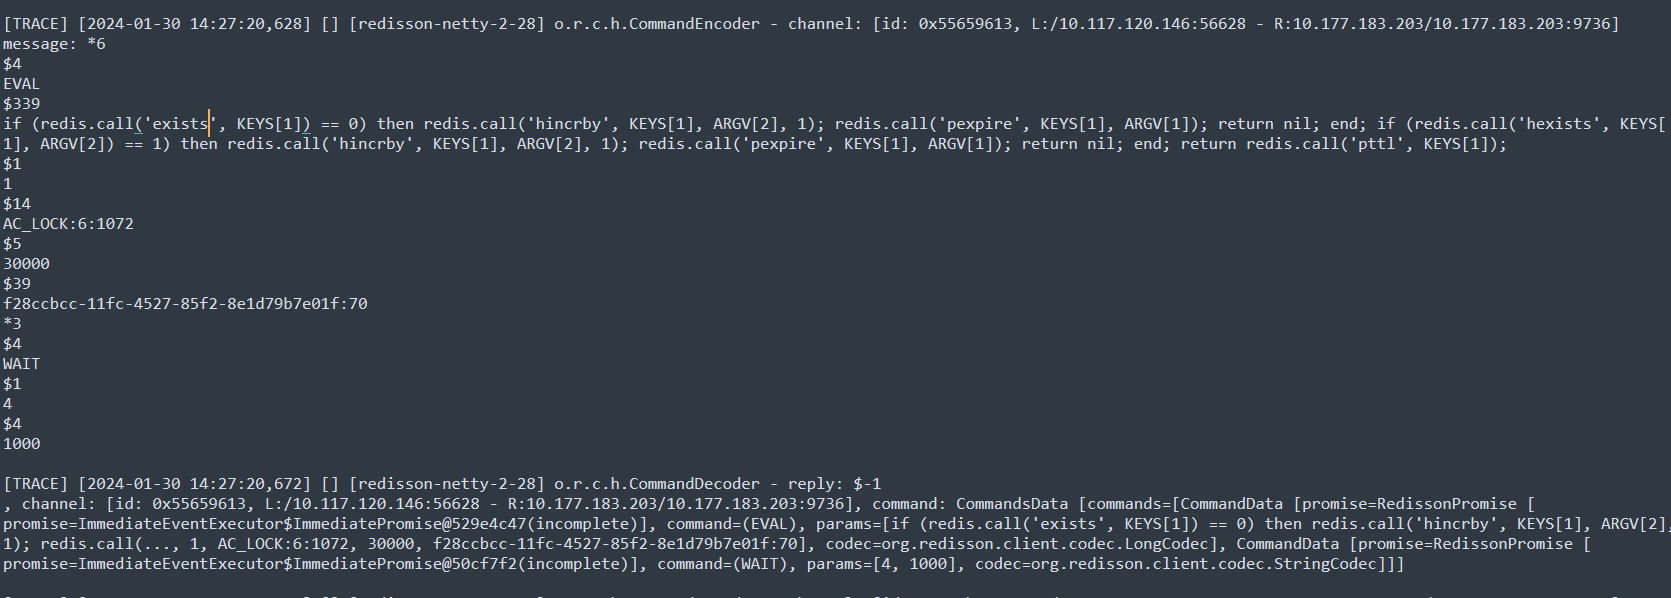 [TRACE] [2024-01-30 14:27:20,628] [] [redisson-netty-2-28] o.r.c.h.CommandEncoder - channel: [id: 0x55659613, L:/10.117.120.146:56628 - R:10.177.183.203/10.177.183.203:9736]
message: *6
$4
EVAL
$339
if (redis.call('exists', KEYS[1]) == 0) then redis.call('hincrby', KEYS[1], ARGV[2], 1); redis.call('pexpire', KEYS[1], ARGV[1]); return nil; end; if (redis.call('hexists', KEYS[
1], ARGV[2]) == 1) then redis.call('hincrby', KEYS[1], ARGV[2], 1); redis.call('pexpire', KEYS[1], ARGV[1]); return nil; end; return redis.call('pttl', KEYS[1]);
$1
1
$14
AC_LOCK:6:1072
$5
30000
$39
f28ccbcc-11fc-4527-85f2-8e1d79b7e01f:70
*3
$4
WAIT
$1
4
$4
1000
[TRACE] [2024-01-30 14:27:20,672] [] [redisson-netty-2-28] o.r.c.h.CommandDecoder - reply: $-1
, channel: [id: 0x55659613, L:/10.117.120.146:56628 - R:10.177.183.203/10.177.183.203:9736], command: CommandsData [commands=[CommandData [promise=RedissonPromise [
promise=ImmediateEventExecutor$ImmediatePromise@529e4c47(incomplete)], command=(EVAL), params=[if (redis.call('exists', KEYS[1]) == 0) then redis.call('hincrby', KEYS[1], ARGV[2],
1); redis.call(..., 1, AC_LOCK:6:1072, 30000, f28ccbcc-11fc-4527-85f2-8e1d79b7e01f:70], codec=org.redisson.client.codec.LongCodec], CommandData [promise=RedissonPromise [
promise=ImmediateEventExecutor$ImmediatePromise@50cf7f2(incomplete)], command=(WAIT), params=[4, 1000], codec=org.redisson.client.codec.StringCodec]]]